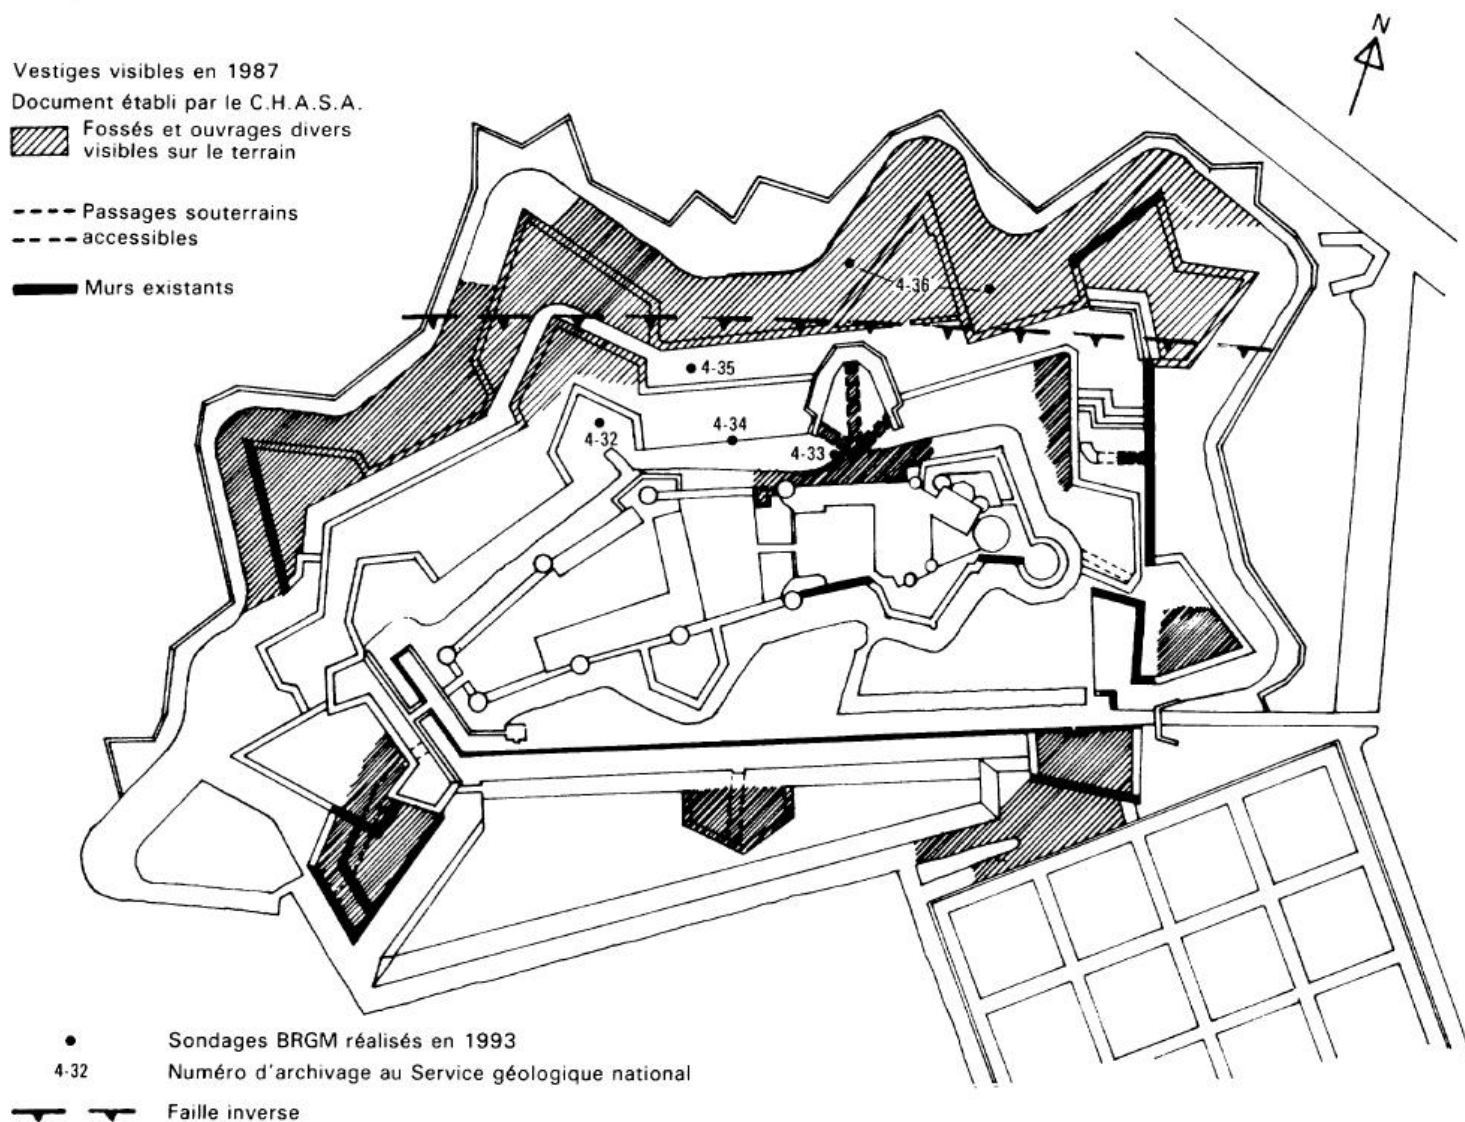 N
Vestiges visibles en 1987
Document établi par le C.H.A.S.A.
Fossés et ouvrages divers
visibles sur le terrain
Passages souterrains
accessibles
Murs existants
4-36
4-35
4-34
4-32
4-33
Sondages BRGM réalisés en 1993
4-32
Numéro d'archivage au Service géologique national
Faille inverse